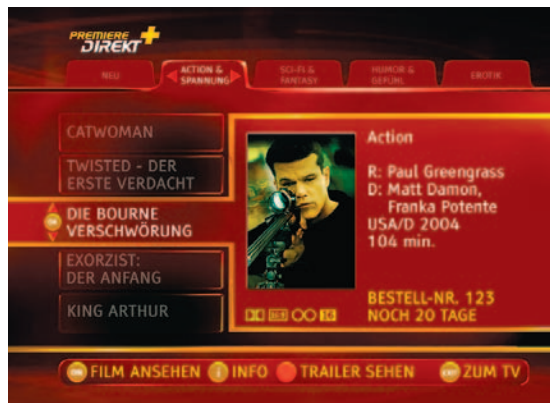 PREMIERE
DIREKT+
NEU
ACTION &
SPANNUNG
SCI-FI &
FANTASY
HUMOR &
GEFÜHL
EROTIK
CATWOMAN
TWISTED - DER
ERSTE VERDACHT
DIE BOURNE
VERSCHWÖRUNG
EXORZIST:
DER ANFANG
KING ARTHUR
Action
R: Paul Greengrass
D: Matt Damon,
Franka Potente
USA/D 2004
104 min.
BESTELL-NR. 123
NOCH 20 TAGE
FILM ANSEHEN
INFO
TRAILER SEHEN
ZUM TV